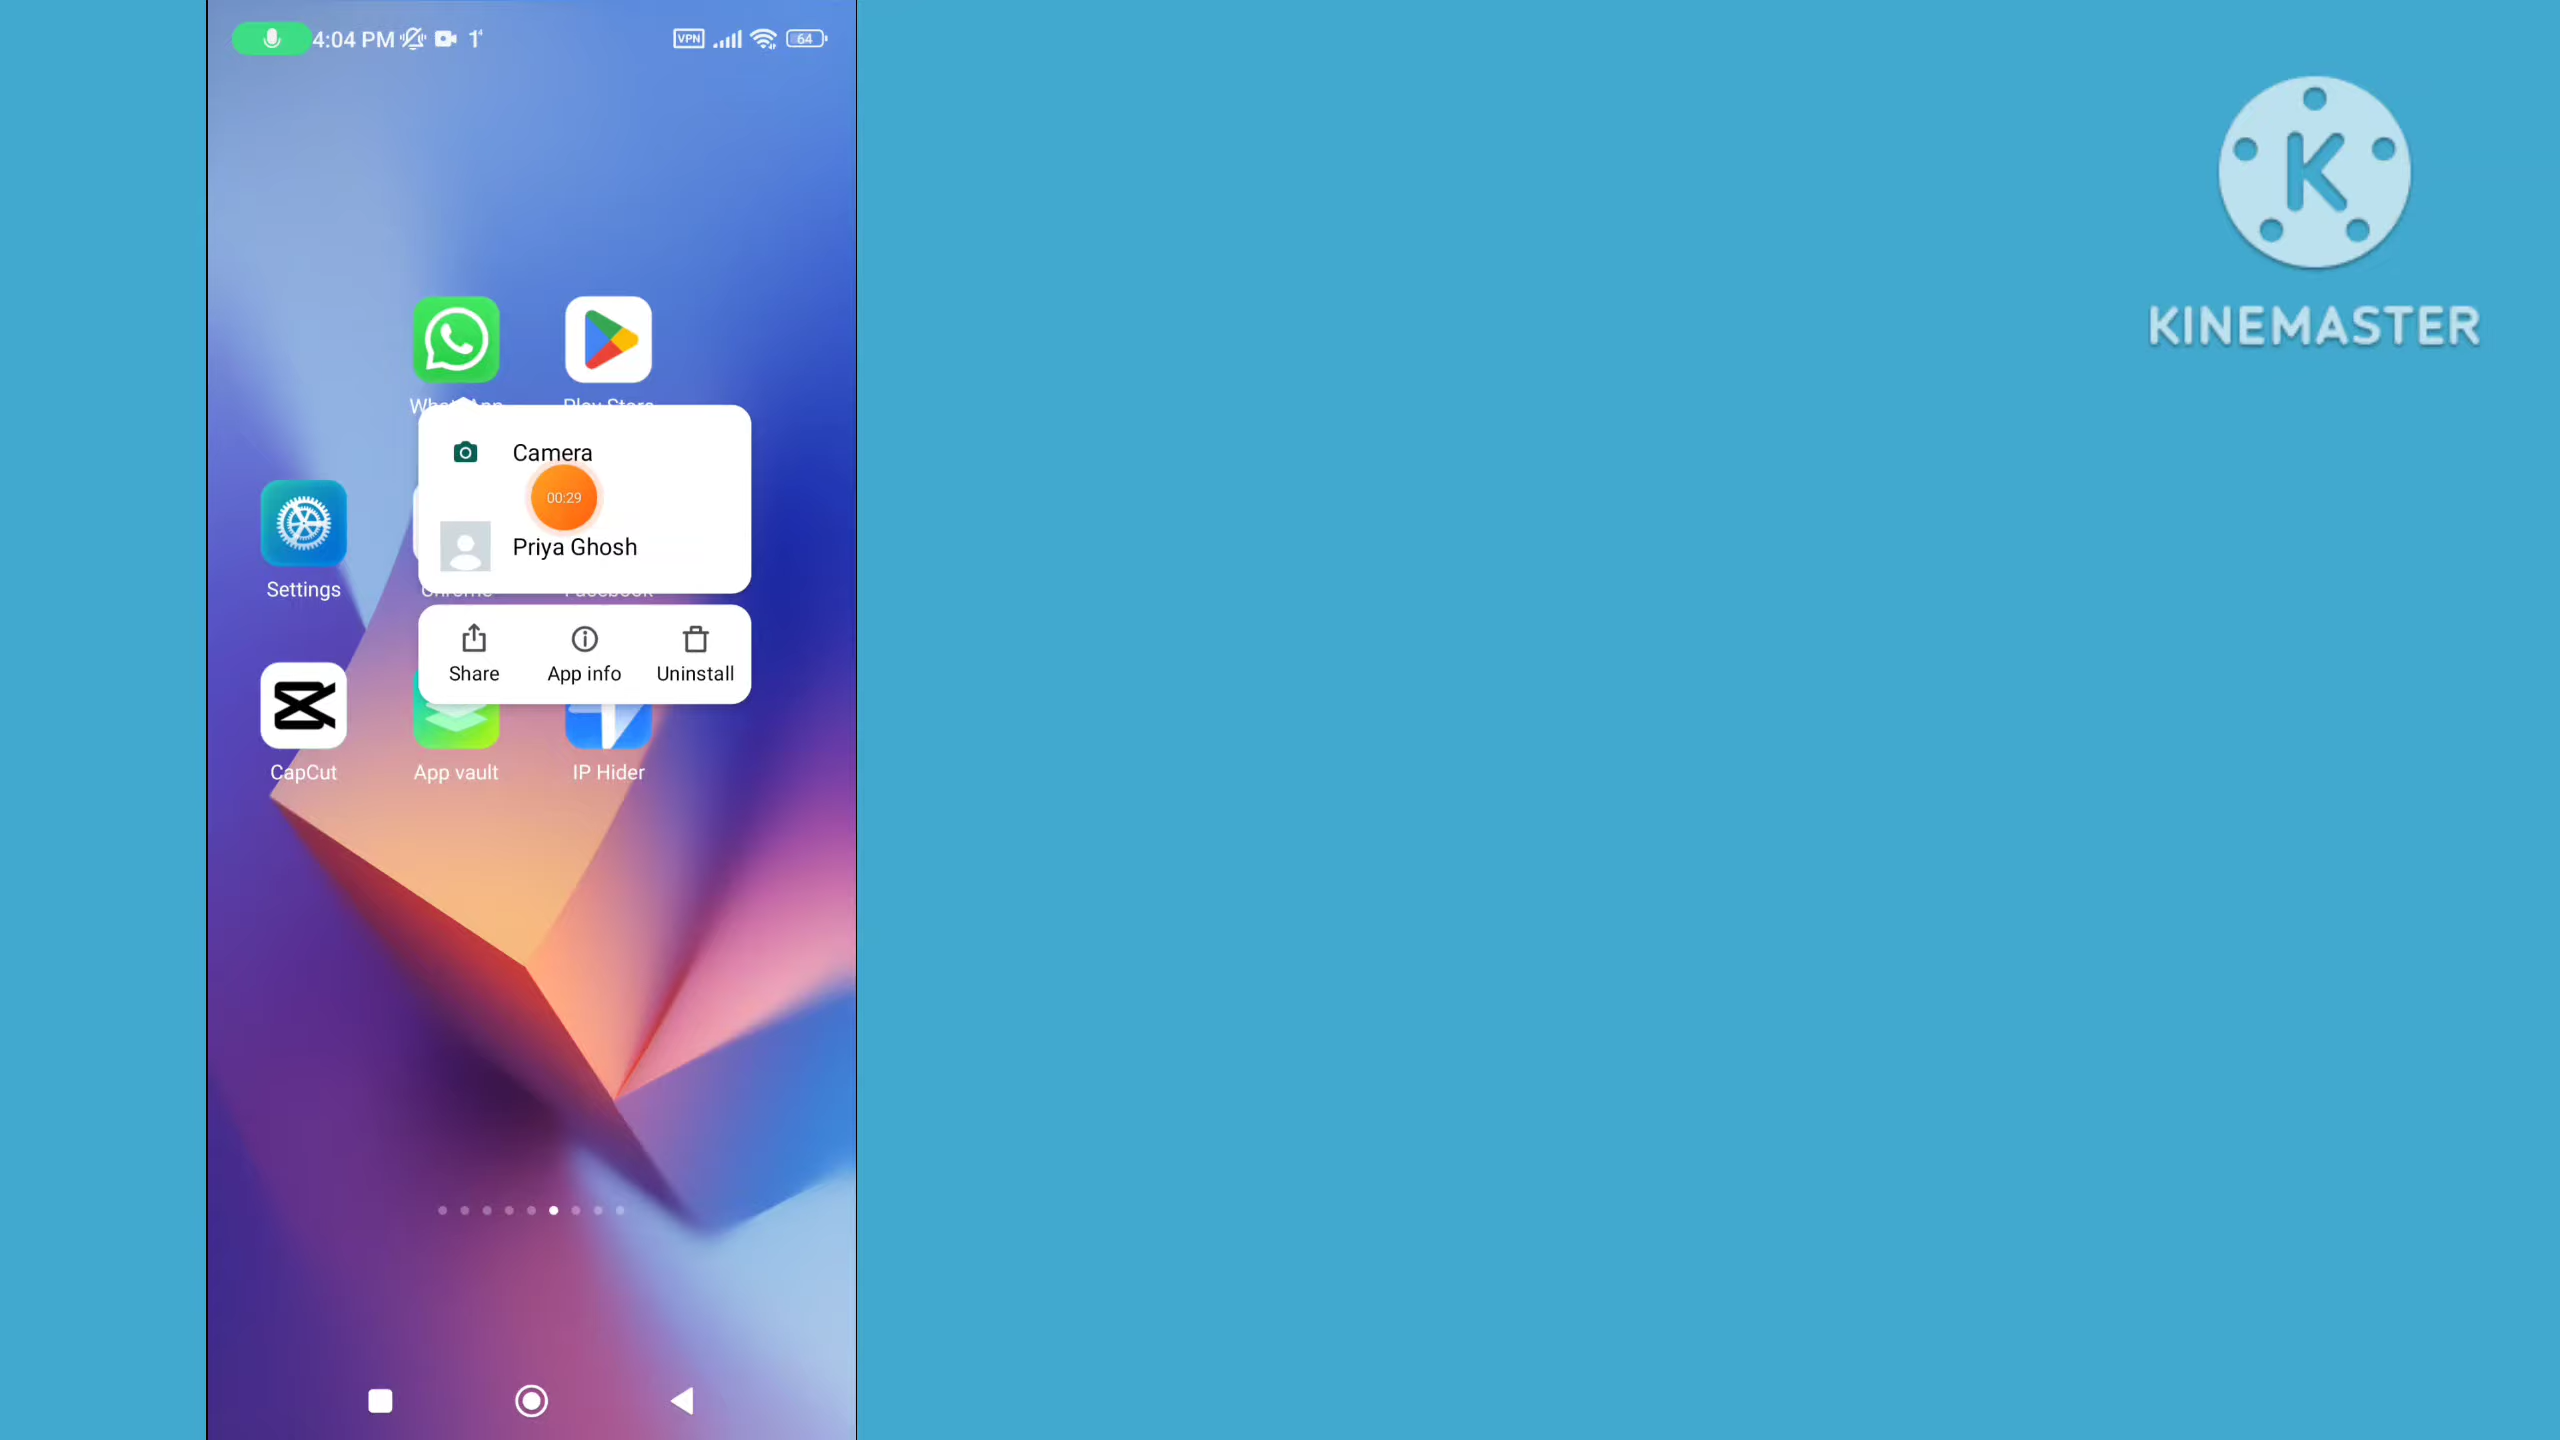 4:04 PM
VPN
64
K
KINEMASTER
Camera
00:29
Priya Ghosh
Settings
Share
App info
Uninstall
CapCut
App vault
IP Hider